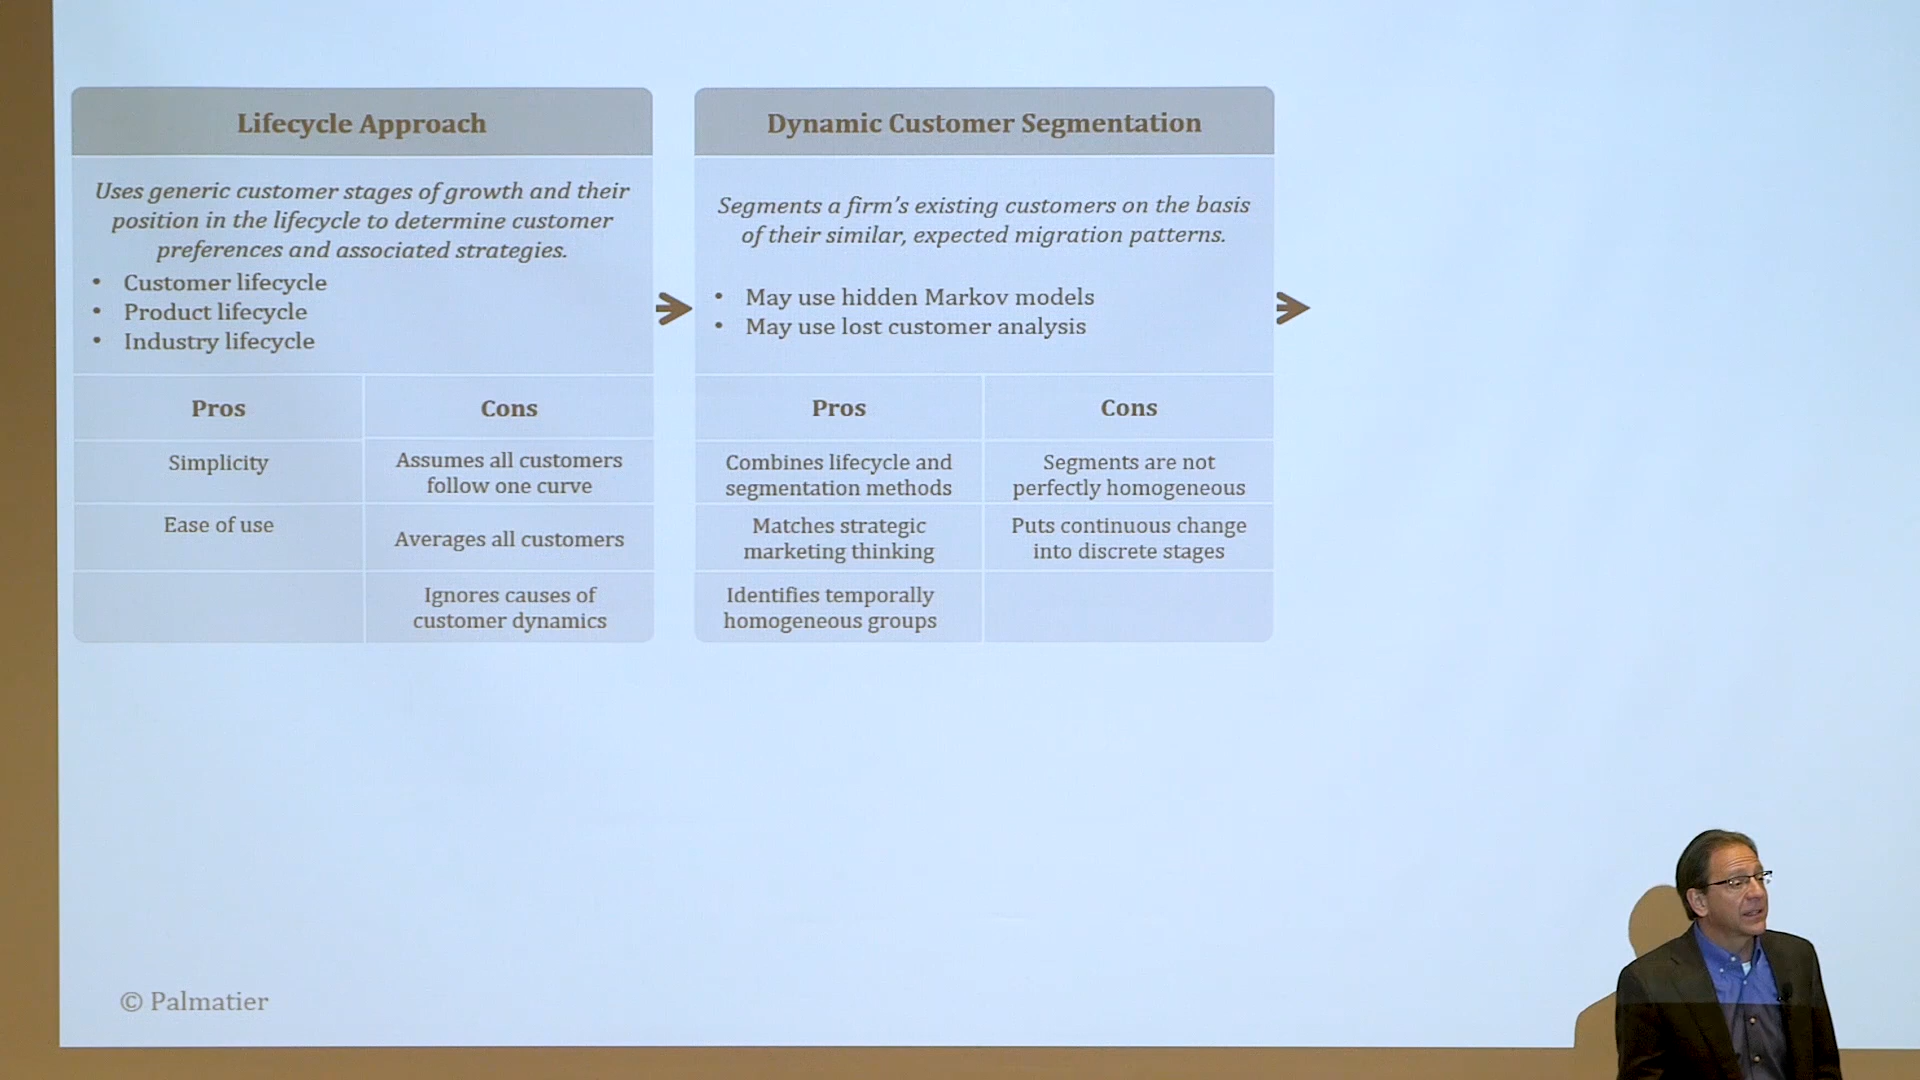 Lifecycle Approach
Uses generic customer stages of growth and their
position in the lifecycle to determine customer
preferences and associated strategies.
• Customer lifecycle
• Product lifecycle
• Industry lifecycle
Pros
Cons
Simplicity
Assumes all customers
follow one curve
Ease of use
Averages all customers
Ignores causes of
customer dynamics
Dynamic Customer Segmentation
Segments a firm's existing customers on the basis
of their similar, expected migration patterns.
• May use hidden Markov models
• May use lost customer analysis
Pros
Cons
Combines lifecycle and
segmentation methods
Segments are not
perfectly homogeneous
Matches strategic
marketing thinking
Puts continuous change
into discrete stages
Identifies temporally
homogeneous groups
© Palmatier